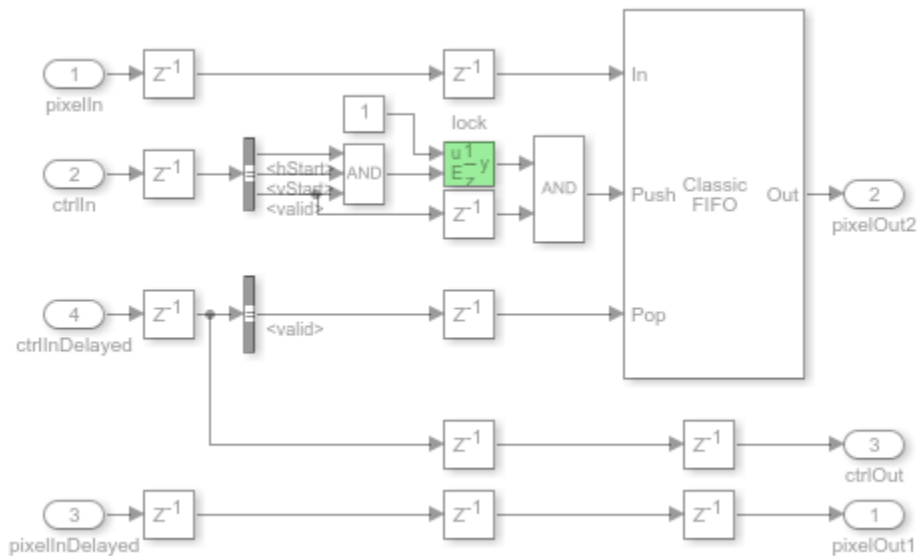 1
pixelIn
Z-1
Z-1
In
1
lock
2
ctrlIn
Z-1
<hStart>
<vStart>
<valid>
AND
u 1 y
E Z
Z-1
AND
Push
Classic
FIFO
Out
2
pixelOut2
4
ctrlInDelayed
Z-1
<valid>
Z-1
Pop
Z-1
Z-1
3
ctrlOut
3
pixelInDelayed
Z-1
Z-1
Z-1
1
pixelOut1